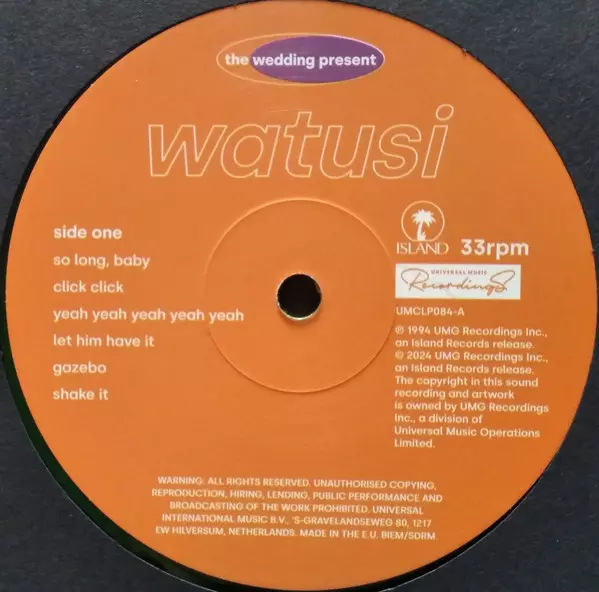 the wedding present
watusi
side one
so long, baby
click click
yeah yeah yeah yeah yeah
let him have it
gazebo
shake it
ISLAND 33rpm
UNIVERSAL MUSIC
Recordings
UMCLP084-A
℗ 1994 UMG Recordings Inc.,
an Island Records release.
© 2024 UMG Recordings Inc.,
an Island Records release.
The copyright in this sound
recording and artwork
is owned by UMG Recordings
Inc., a division of
Universal Music Operations
Limited.
WARNING: ALL RIGHTS RESERVED. UNAUTHORISED COPYING,
REPRODUCTION, HIRING, LENDING, PUBLIC PERFORMANCE AND
BROADCASTING OF THE WORK PROHIBITED. UNIVERSAL
INTERNATIONAL MUSIC B.V., 'S-GRAVELANDSEWEG 80, 1217
EW HILVERSUM, NETHERLANDS. MADE IN THE E.U. BIEM/SDRM.